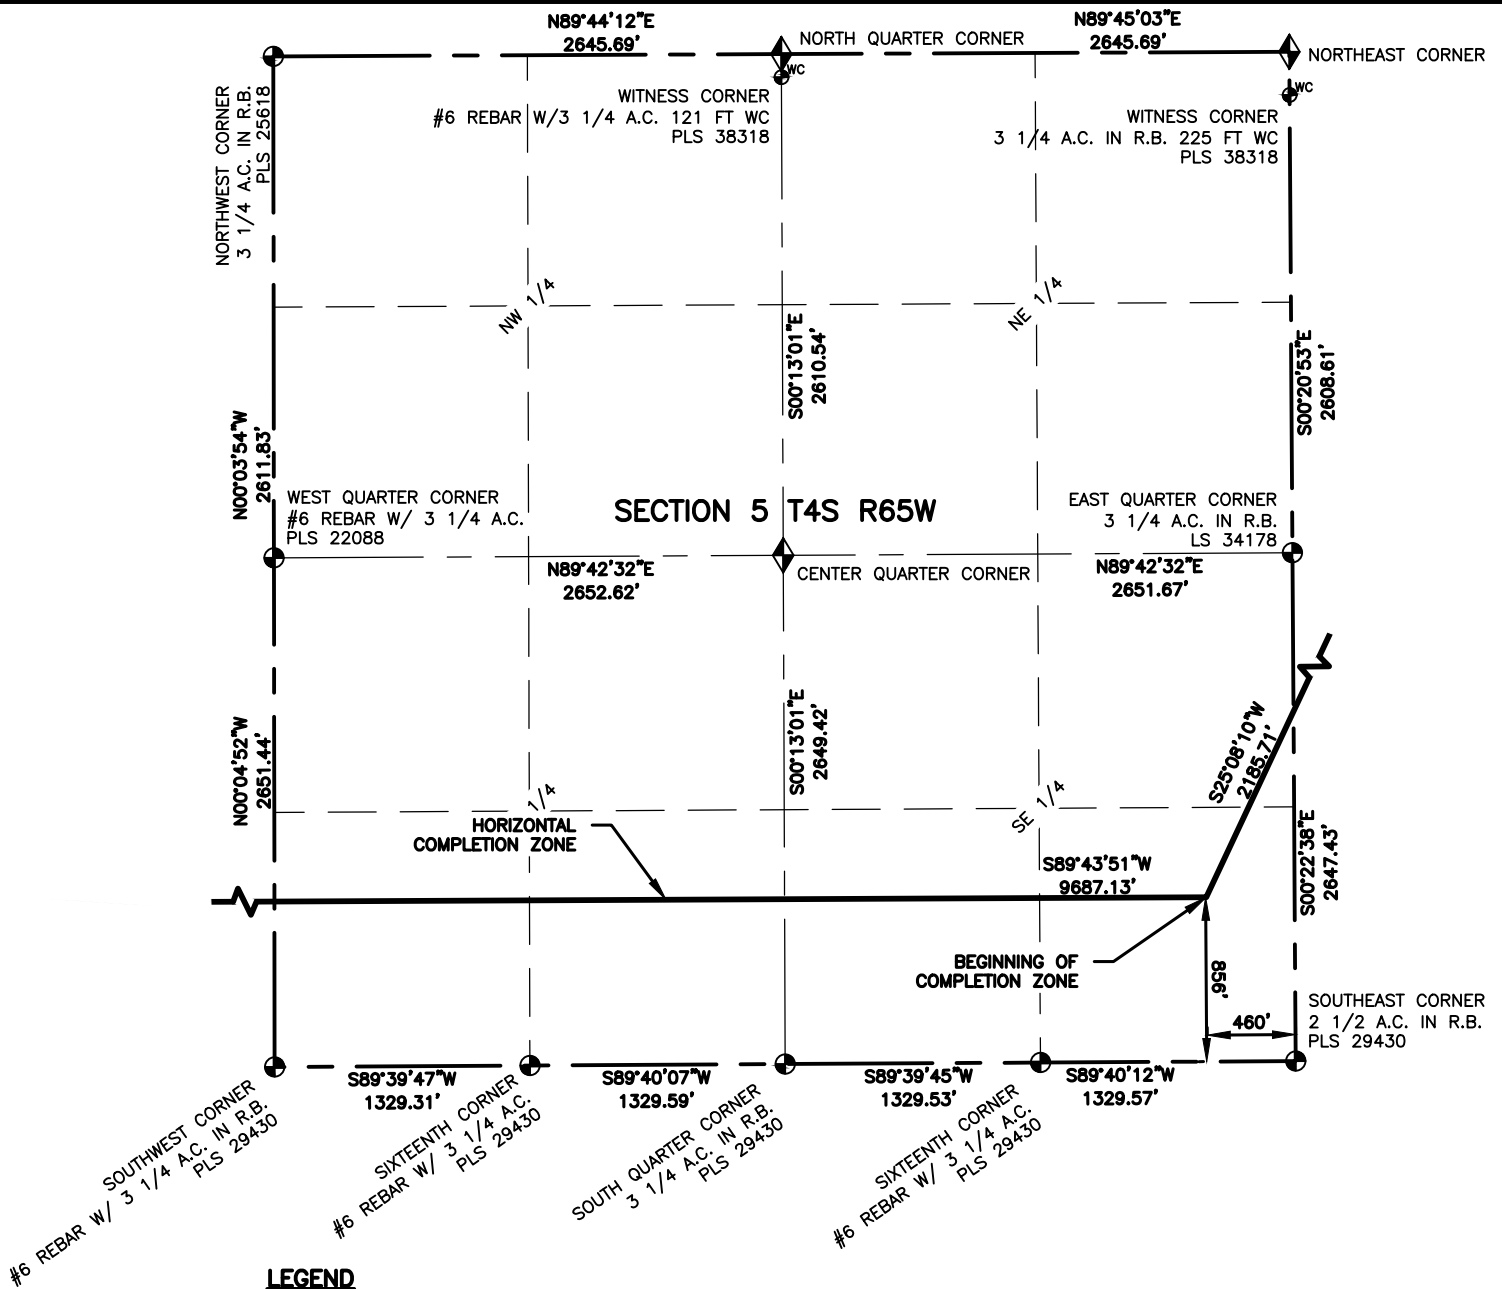 N89°44'12"E
2645.69'
N89°45'03"E
2645.69'
NORTH QUARTER CORNER
NORTHEAST CORNER
WC
WC
WITNESS CORNER
#6 REBAR W/3 1/4 A.C. 121 FT WC
PLS 38318
WITNESS CORNER
3 1/4 A.C. IN R.B. 225 FT WC
PLS 38318
NORTHWEST CORNER
3 1/4 A.C. IN R.B.
PLS 25618
NW 1/4
NE 1/4
S00°13'01"E
2610.54'
S00°20'53"E
2608.61'
N00°03'54"W
2611.83'
WEST QUARTER CORNER
#6 REBAR W/ 3 1/4 A.C.
PLS 22088
SECTION 5 T4S R65W
EAST QUARTER CORNER
3 1/4 A.C. IN R.B.
LS 34178
N89°42'32"E
2652.62'
CENTER QUARTER CORNER
N89°42'32"E
2651.67'
N00°04'52"W
2651.44'
S00°13'01"E
2649.42'
S25°08'10"W
2185.71'
1/4
SE 1/4
HORIZONTAL
COMPLETION ZONE
S89°43'51"W
9687.13'
S00°22'38"E
2647.43'
BEGINNING OF
COMPLETION ZONE
856'
460'
SOUTHEAST CORNER
2 1/2 A.C. IN R.B.
PLS 29430
S89°39'47"W
1329.31'
S89°40'07"W
1329.59'
S89°39'45"W
1329.53'
S89°40'12"W
1329.57'
SOUTHWEST CORNER
#6 REBAR W/ 3 1/4 A.C. IN R.B.
PLS 29430
SIXTEENTH CORNER
#6 REBAR W/ 3 1/4 A.C.
PLS 29430
SOUTH QUARTER CORNER
3 1/4 A.C. IN R.B.
PLS 29430
SIXTEENTH CORNER
#6 REBAR W/ 3 1/4 A.C.
PLS 29430
LEGEND